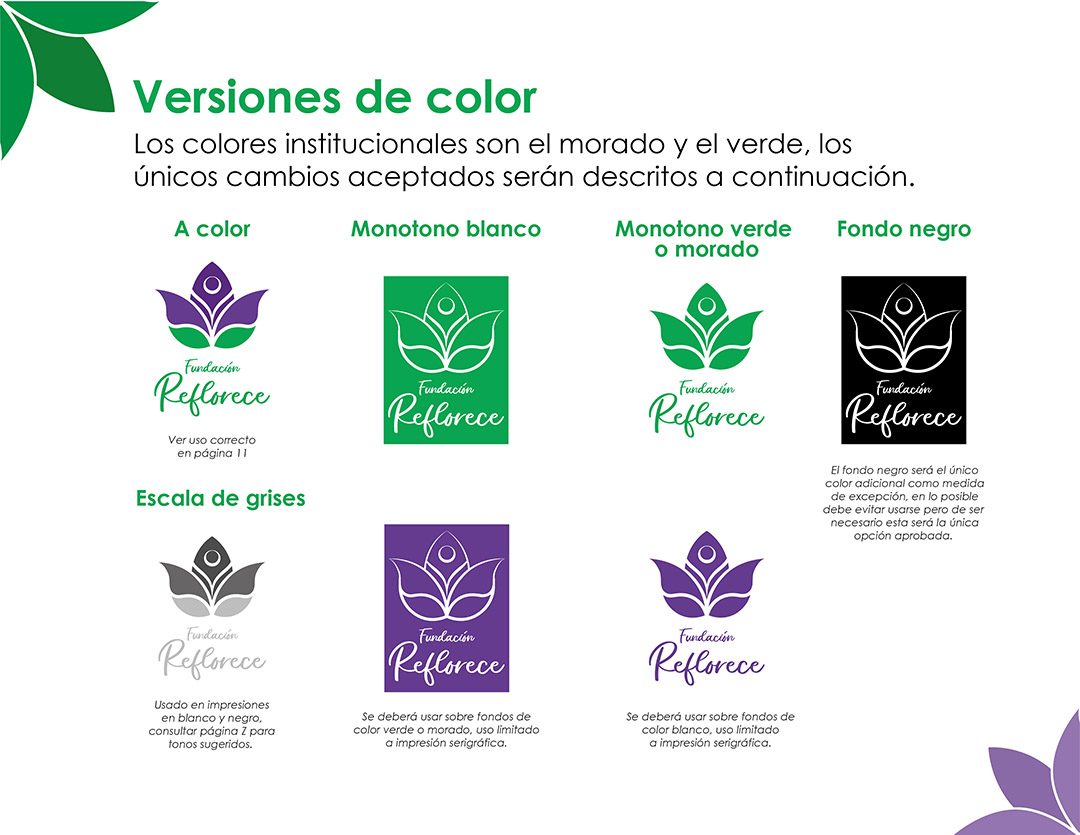 Versiones de color
Los colores institucionales son el morado y el verde, los
únicos cambios aceptados serán descritos a continuación.
A color
Fundación
Reflorece
Ver uso correcto
en página 11
Monotono blanco
Fundación
Reflorece
Monotono verde
o morado
Fundación
Reflorece
Fondo negro
Fundación
Reflorece
El fondo negro será el único
color adicional como medida
de excepción, en lo posible
debe evitar usarse pero de ser
necesario esta será la única
opción aprobada.
Escala de grises
Fundación
Reflorece
Usado en impresiones
en blanco y negro,
consultar página Z para
tonos sugeridos.
Fundación
Reflorece
Se deberá usar sobre fondos de
color verde o morado, uso limitado
a impresión serigráfica.
Fundación
Reflorece
Se deberá usar sobre fondos de
color blanco, uso limitado
a impresión serigráfica.